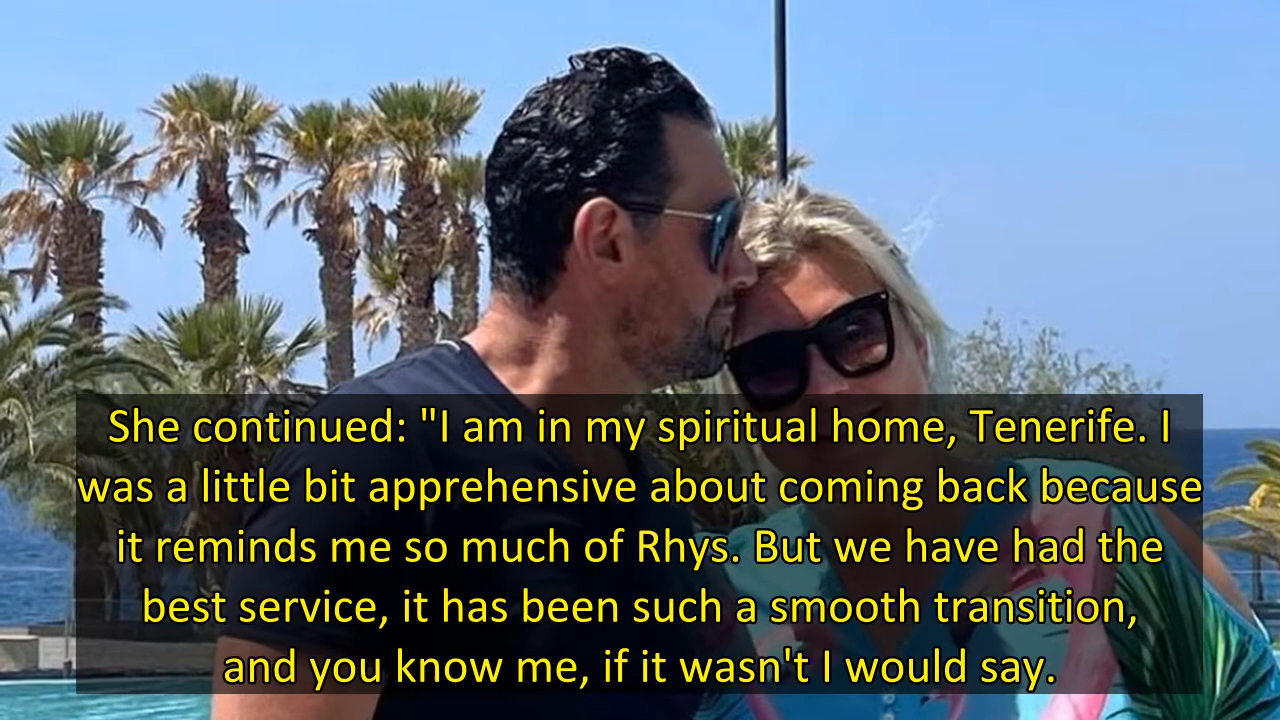 She continued: "I am in my spiritual home, Tenerife. I
was a little bit apprehensive about coming back because
it reminds me so much of Rhys. But we have had the
best service, it has been such a smooth transition,
and you know me, if it wasn't I would say.